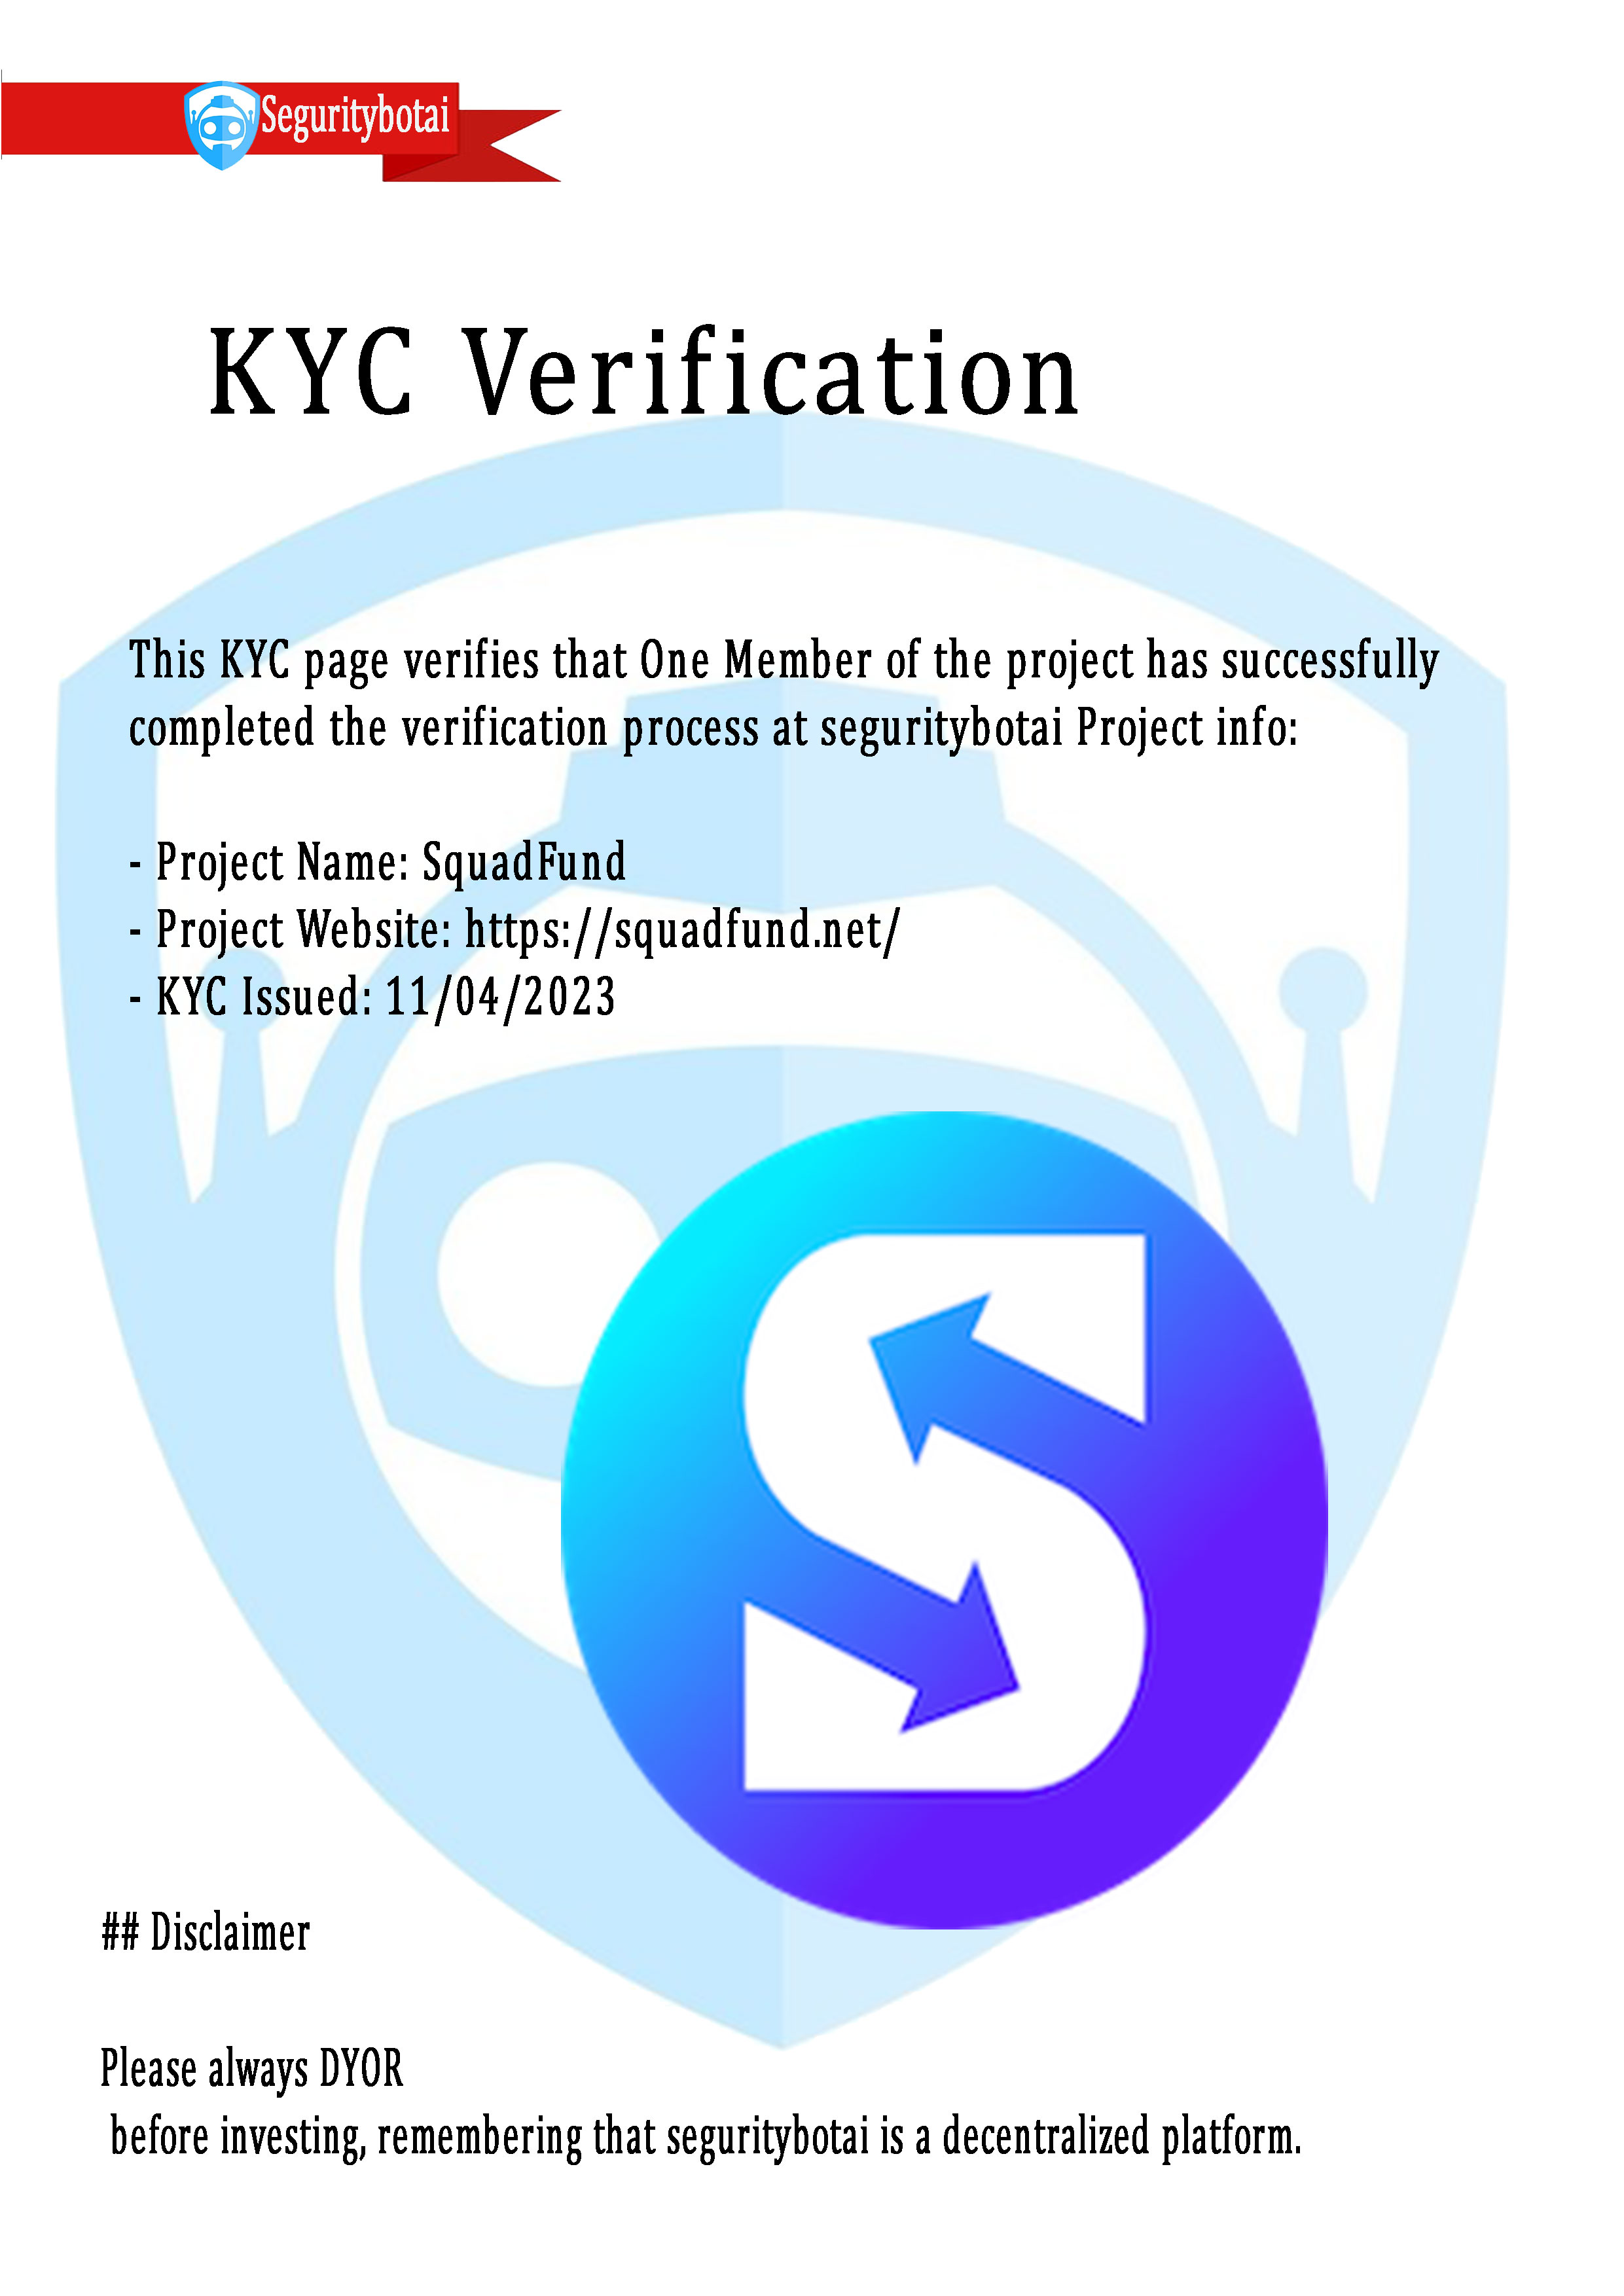 Seguritybotai
KYC Verification
This KYC page verifies that One Member of the project has successfully
completed the verification process at seguritybotai Project info:
- Project Name: SquadFund
- Project Website: https://squadfund.net/
- KYC Issued: 11/04/2023
## Disclaimer
Please always DYOR
before investing, remembering that seguritybotai is a decentralized platform.